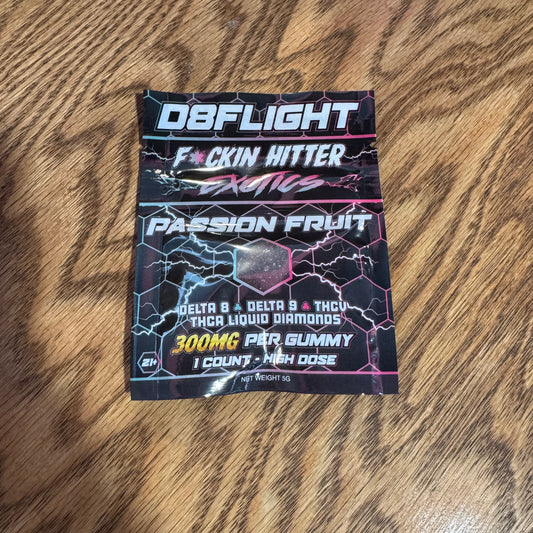 D8FLIGHT
F*CKIN HITTER
EXOTICS
PASSION FRUIT
DELTA 8 DELTA 9 THCV
THCA LIQUID DIAMONDS
300MG PER GUMMY
1 COUNT - HIGH DOSE
21+
NET WEIGHT 5G